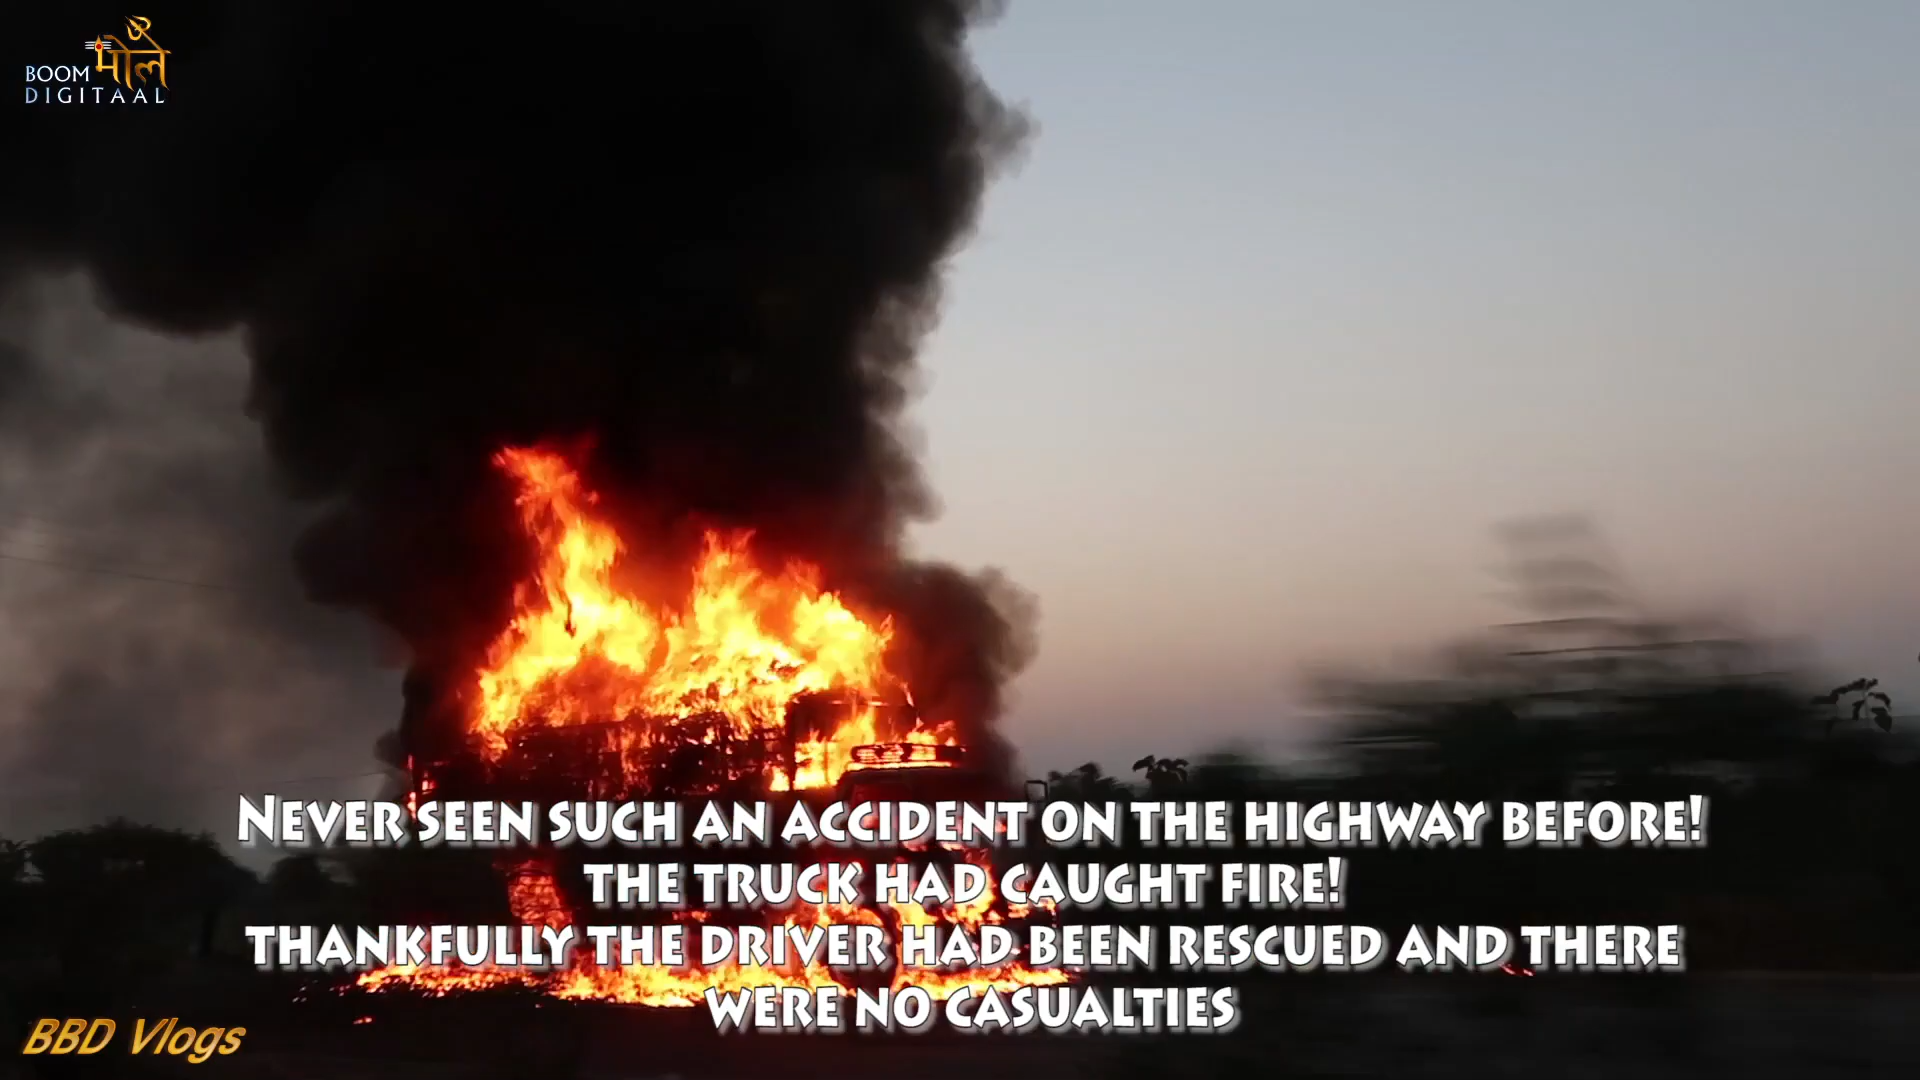 BOOM भोले
DIGITAAL
NEVER SEEN SUCH AN ACCIDENT ON THE HIGHWAY BEFORE!
THE TRUCK HAD CAUGHT FIRE!
THANKFULLY THE DRIVER HAD BEEN RESCUED AND THERE
WERE NO CASUALTIES
BBD Vlogs